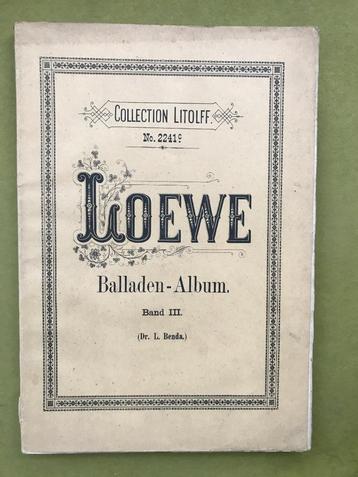 COLLECTION LITOLFF
No. 2241c
LOEWE
Balladen-Album.
Band III.
(Dr. L. Benda.)